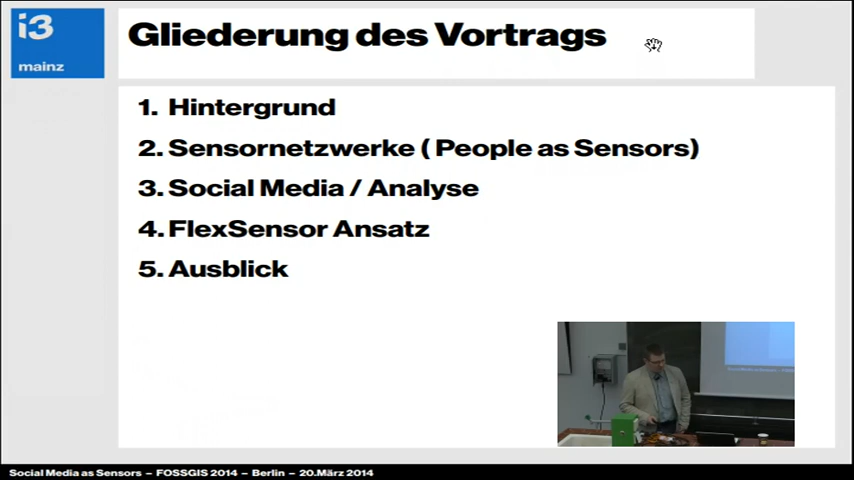 i3
mainz
Gliederung des Vortrags
1. Hintergrund
2. Sensornetzwerke ( People as Sensors)
3. Social Media / Analyse
4. FlexSensor Ansatz
5. Ausblick
Social Media as Sensors – FOSSGIS 2014 – Berlin – 20.März 2014